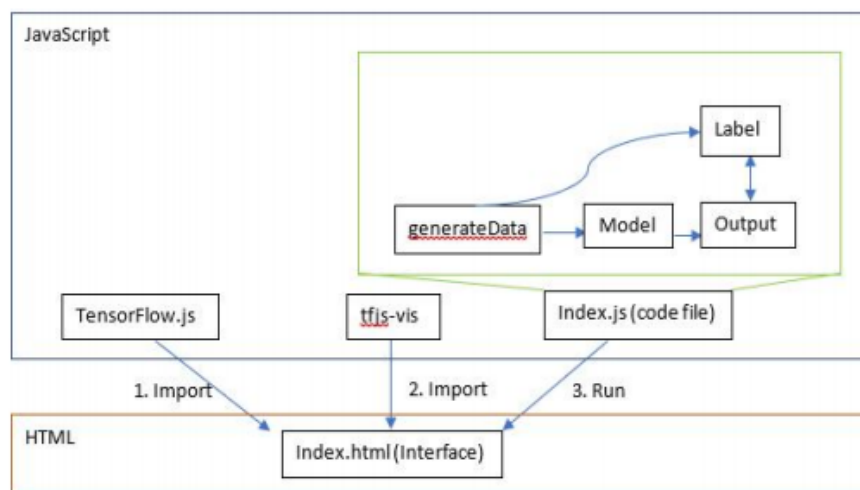 JavaScript
Label
generateData
Model
Output
TensorFlow.js
tfjs-vis
Index.js (code file)
1. Import
2. Import
3. Run
HTML
Index.html (Interface)